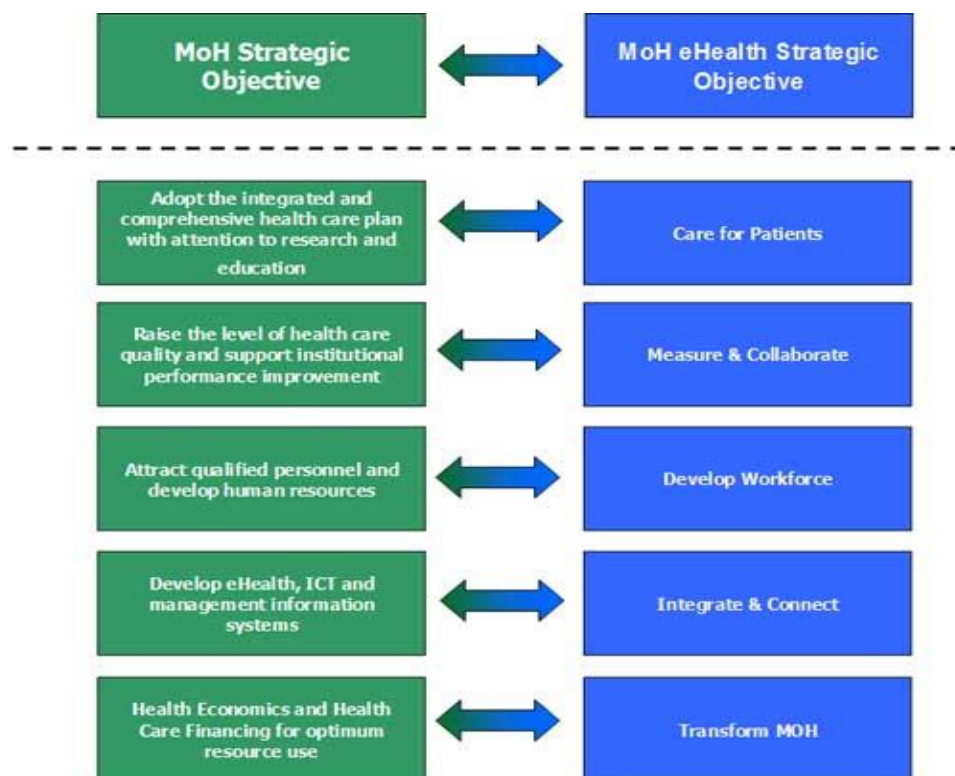 MoH Strategic
Objective
MoH eHealth Strategic
Objective
Adopt the integrated and
comprehensive health care plan
with attention to research and
education
Care for Patients
Raise the level of health care
quality and support institutional
performance improvement
Measure & Collaborate
Attract qualified personnel and
develop human resources
Develop Workforce
Develop eHealth, ICT and
management information
systems
Integrate & Connect
Health Economics and Health
Care Financing for optimum
resource use
Transform MOH